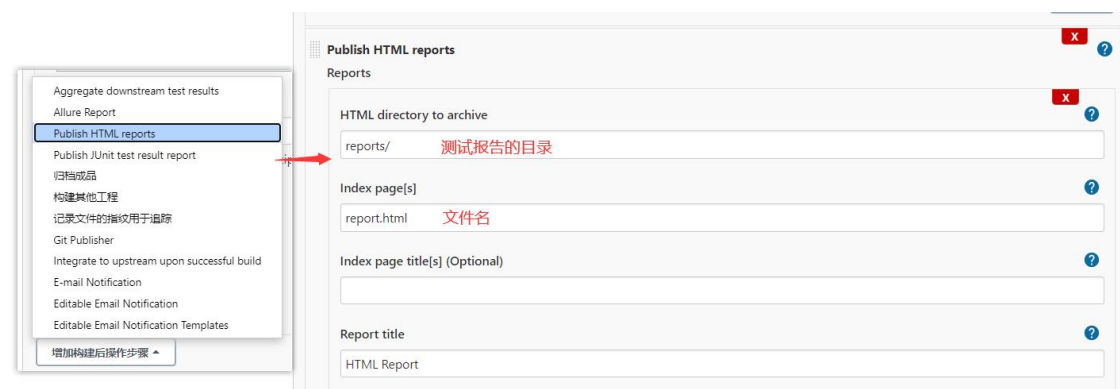 Aggregate downstream test results
Allure Report
Publish HTML reports
Publish JUnit test result report
归档成品
构建其他工程
记录文件的指纹用于追踪
Git Publisher
Integrate to upstream upon successful build
E-mail Notification
Editable Email Notification
Editable Email Notification Templates
增加构建后操作步骤
Publish HTML reports
X
?
Reports
X
HTML directory to archive
?
reports/ 测试报告的目录
Index page[s]
?
report.html 文件名
Index page title[s] (Optional)
?
Report title
?
HTML Report